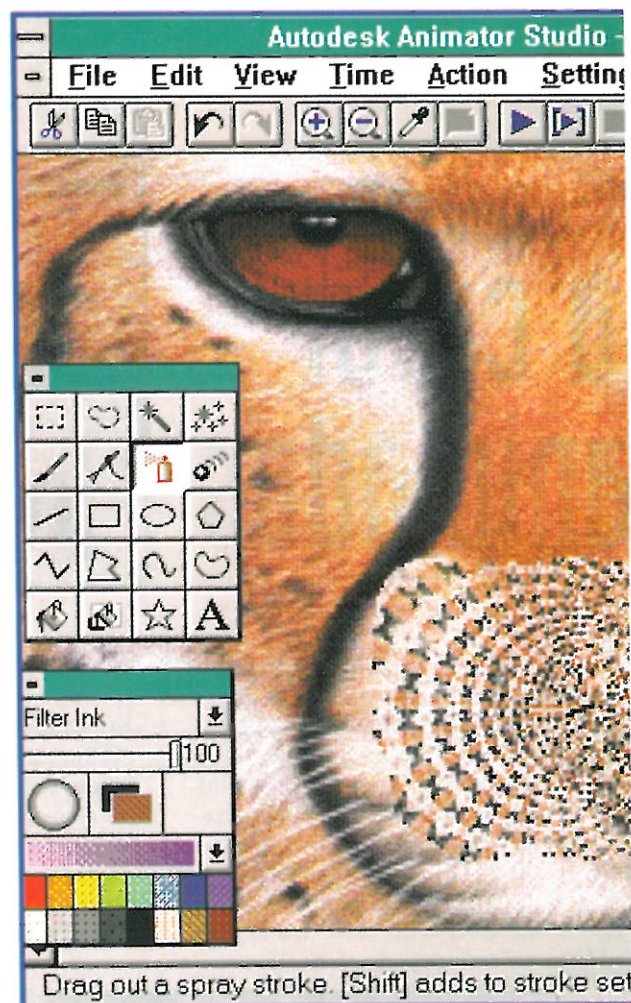 Autodesk Animator Studio -
File Edit View Time Action
A
Filter Ink
100
Drag out a spray stroke. [Shift] adds to stroke